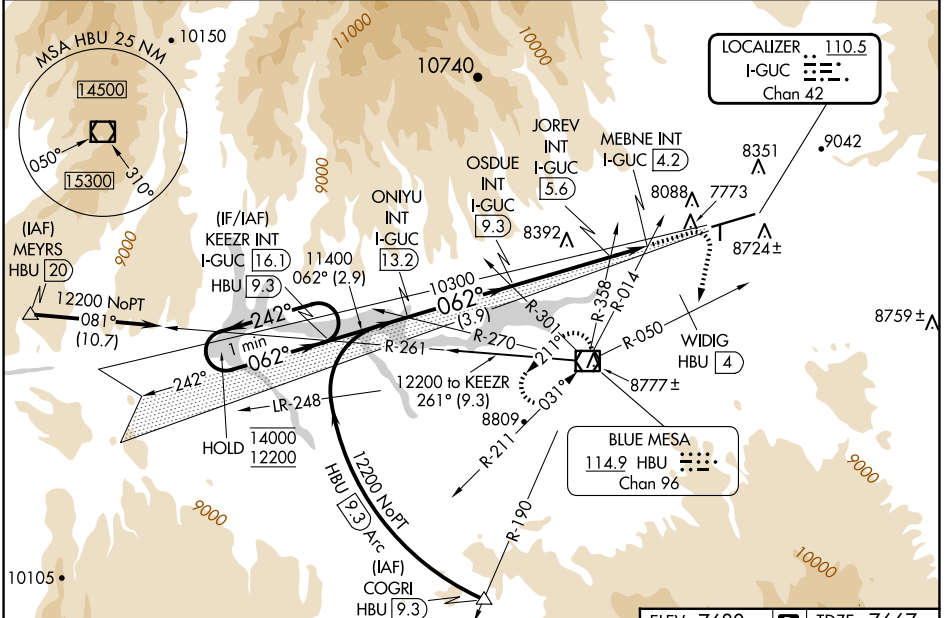 MSA HBU 25 NM
10150
14500
050°
310°
15300
11000
10000
10740
9000
9000
LOCALIZER 110.5
I-GUC
Chan 42
JOREV
INT
I-GUC
5.6
MEBNE INT
I-GUC 4.2
8351
9042
OSDUE
INT
I-GUC
9.3
8088
7773
8392
8724±
ONIYU
INT
I-GUC
13.2
(IF/IAF)
KEEZR INT
I-GUC 16.1
HBU 9.3
11400
062° (2.9)
(IAF)
MEYRS
HBU 20
12200 NoPT
081°
(10.7)
10300
062°
(3.9)
R-358
R-014
R-301
R-270
R-261
R-050
242°
1 min
062°
242°
LR-248
12200 to KEEZR
261° (9.3)
211°
031°
R-211
8809
8777±
WIDIG
HBU 4
8759±
HOLD
14000
12200
BLUE MESA
114.9 HBU
Chan 96
12200 NoPT
HBU 9.3 Arc
R-190
9000
9000
10000
10105
(IAF)
COGRI
HBU 9.3